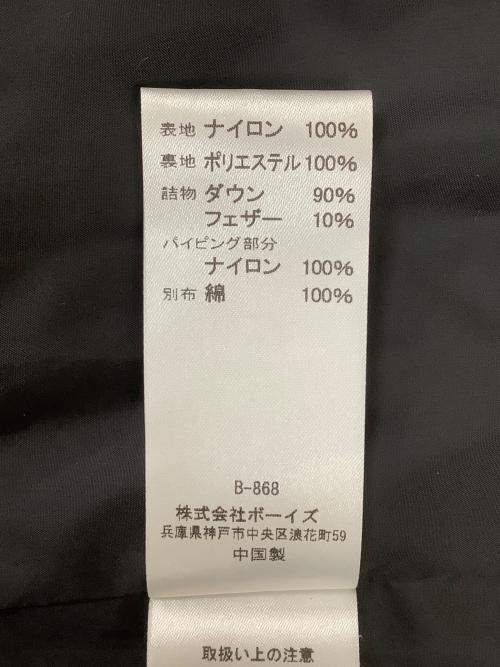 表地 ナイロン 100%
裏地 ポリエステル 100%
詰物 ダウン 90%
フェザー 10%
パイピング部分
ナイロン 100%
別布 綿 100%
B-868
株式会社ボーイズ
兵庫県神戸市中央区浪花町59
中国製
取扱い上の注意